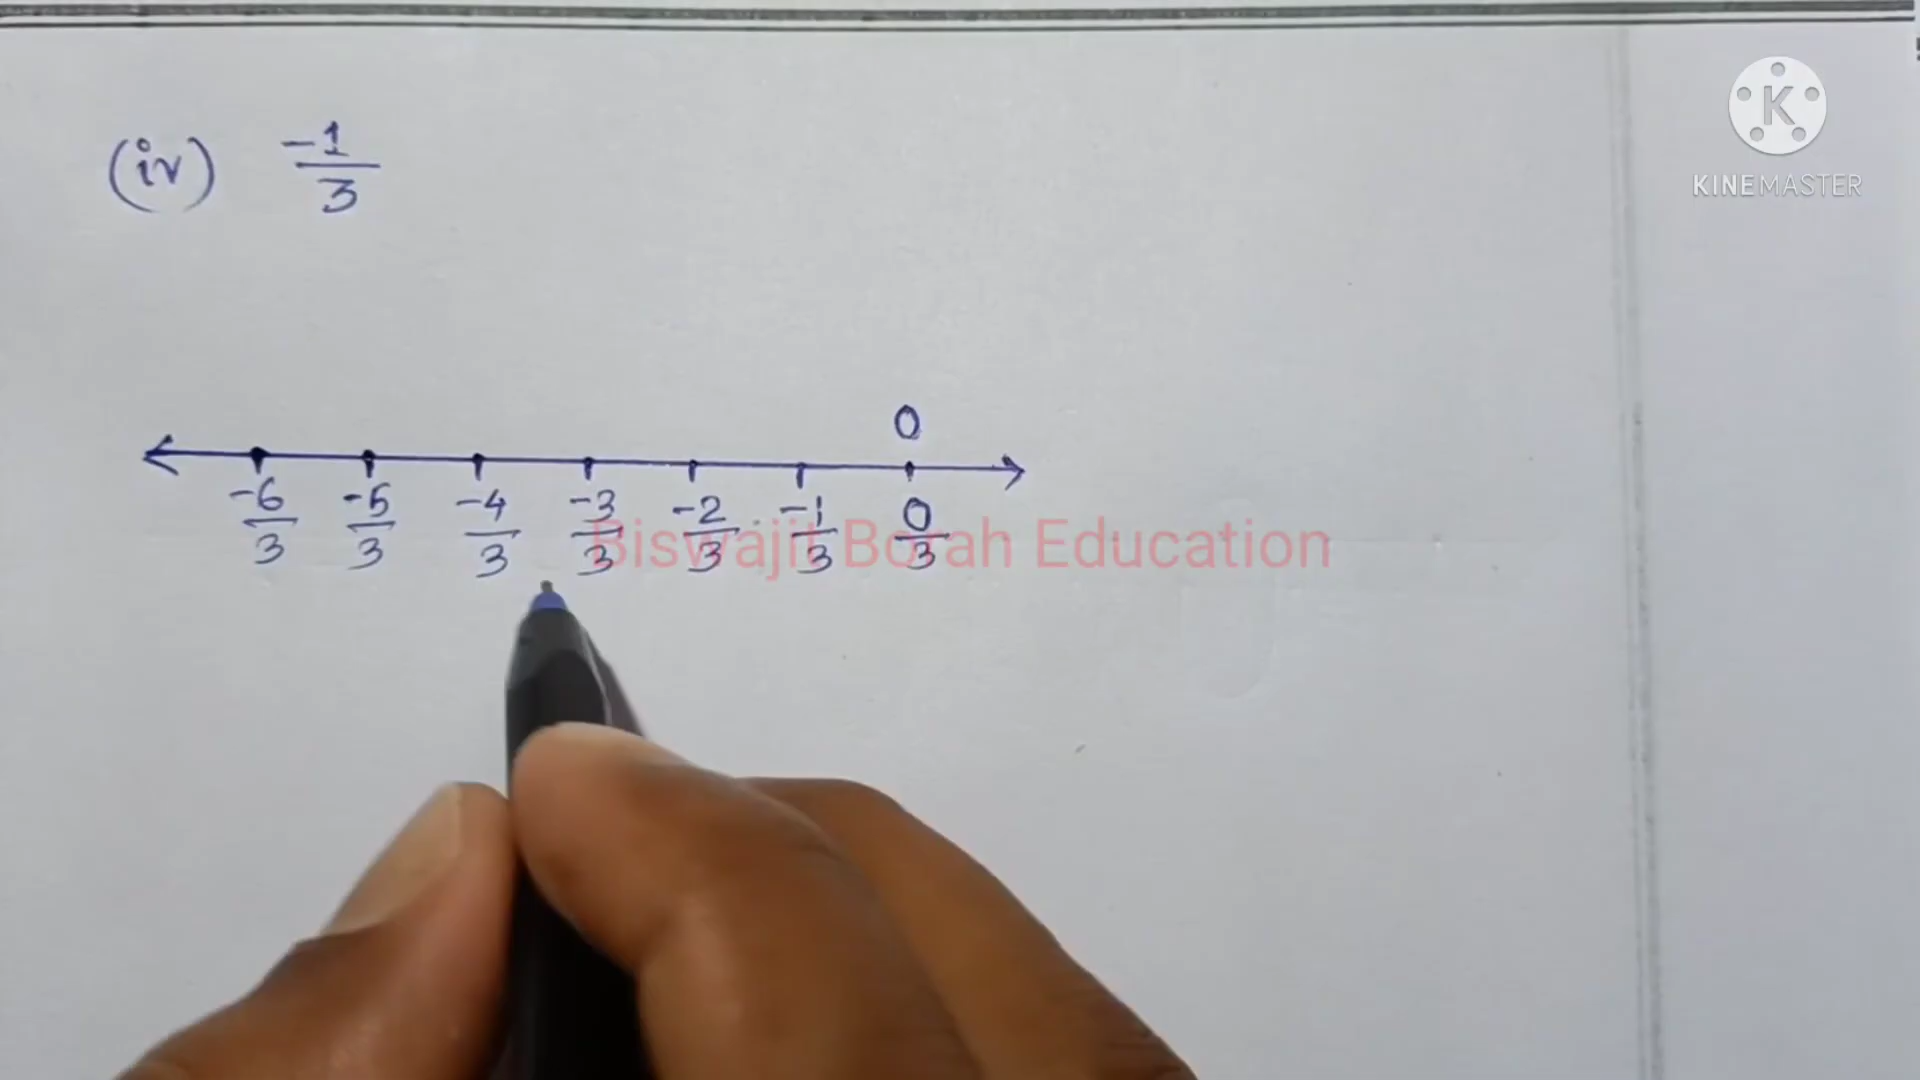 (iv) -1/3
KINEMASTER
0
-6/3 -5/3 -4/3 -3/3 -2/3 -1/3 0/3
Biswajit Borah Education